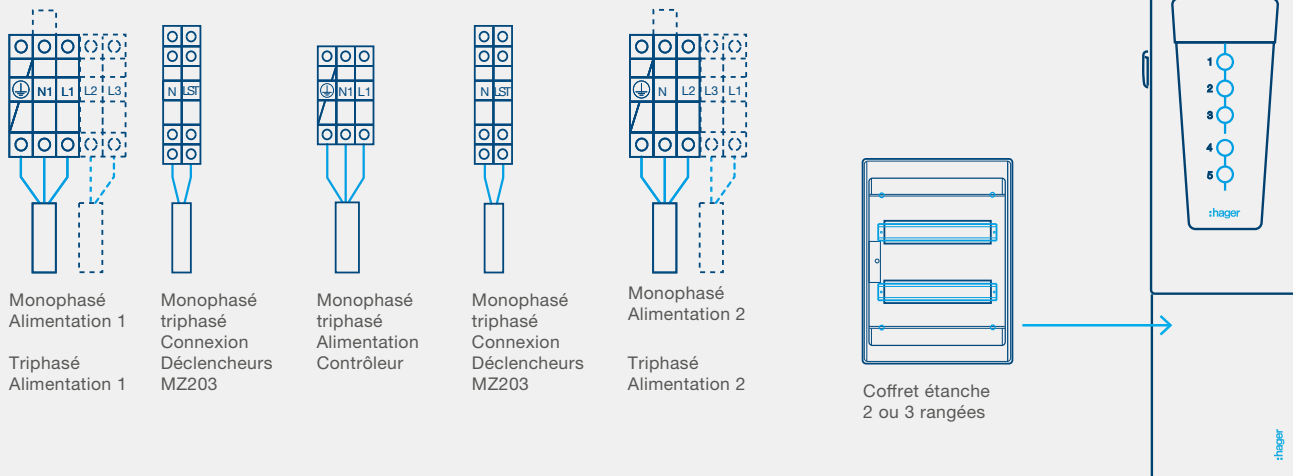 N1 L1 L2 L3
N LST
N1 L1
N LST
N L2 L3 L1
Monophasé
Alimentation 1
Triphasé
Alimentation 1
Monophasé
triphasé
Connexion
Déclencheurs
MZ203
Monophasé
triphasé
Alimentation
Contrôleur
Monophasé
triphasé
Connexion
Déclencheurs
MZ203
Monophasé
Alimentation 2
Triphasé
Alimentation 2
Coffret étanche
2 ou 3 rangées
1
2
3
4
5
:hager
:hager